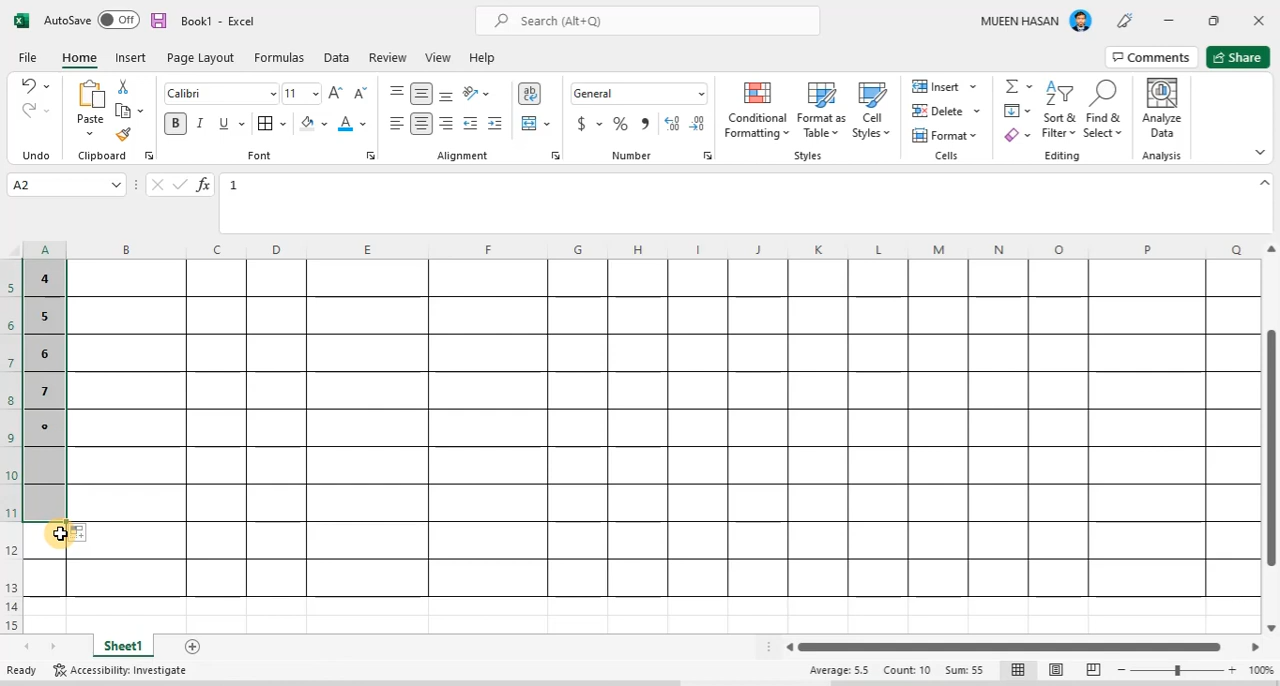 AutoSave Off Book1 - Excel Search (Alt+Q) MUEEN HASAN
File Home Insert Page Layout Formulas Data Review View Help Comments Share
Paste Calibri 11 B I U General $ % Conditional Formatting Format as Table Cell Styles Insert Delete Format Sort & Filter Find & Select Analyze Data
Undo Clipboard Font Alignment Number Styles Cells Editing Analysis
A2 fx 1
A B C D E F G H I J K L M N O P Q
5 4
6 5
7 6
8 7
9
10
11
12
13
14
15
Sheet1
Ready Accessibility: Investigate Average: 5.5 Count: 10 Sum: 55 100%